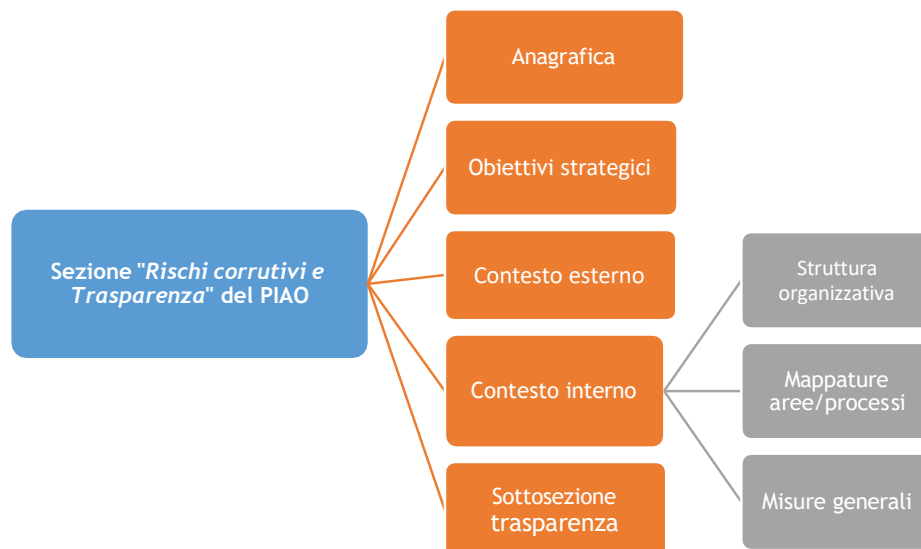 Anagrafica
Obiettivi strategici
Sezione "Rischi corrutivi e
Trasparenza" del PIAO
Contesto esterno
Struttura
organizzativa
Contesto interno
Mappature
aree/processi
Sottosezione
trasparenza
Misure generali